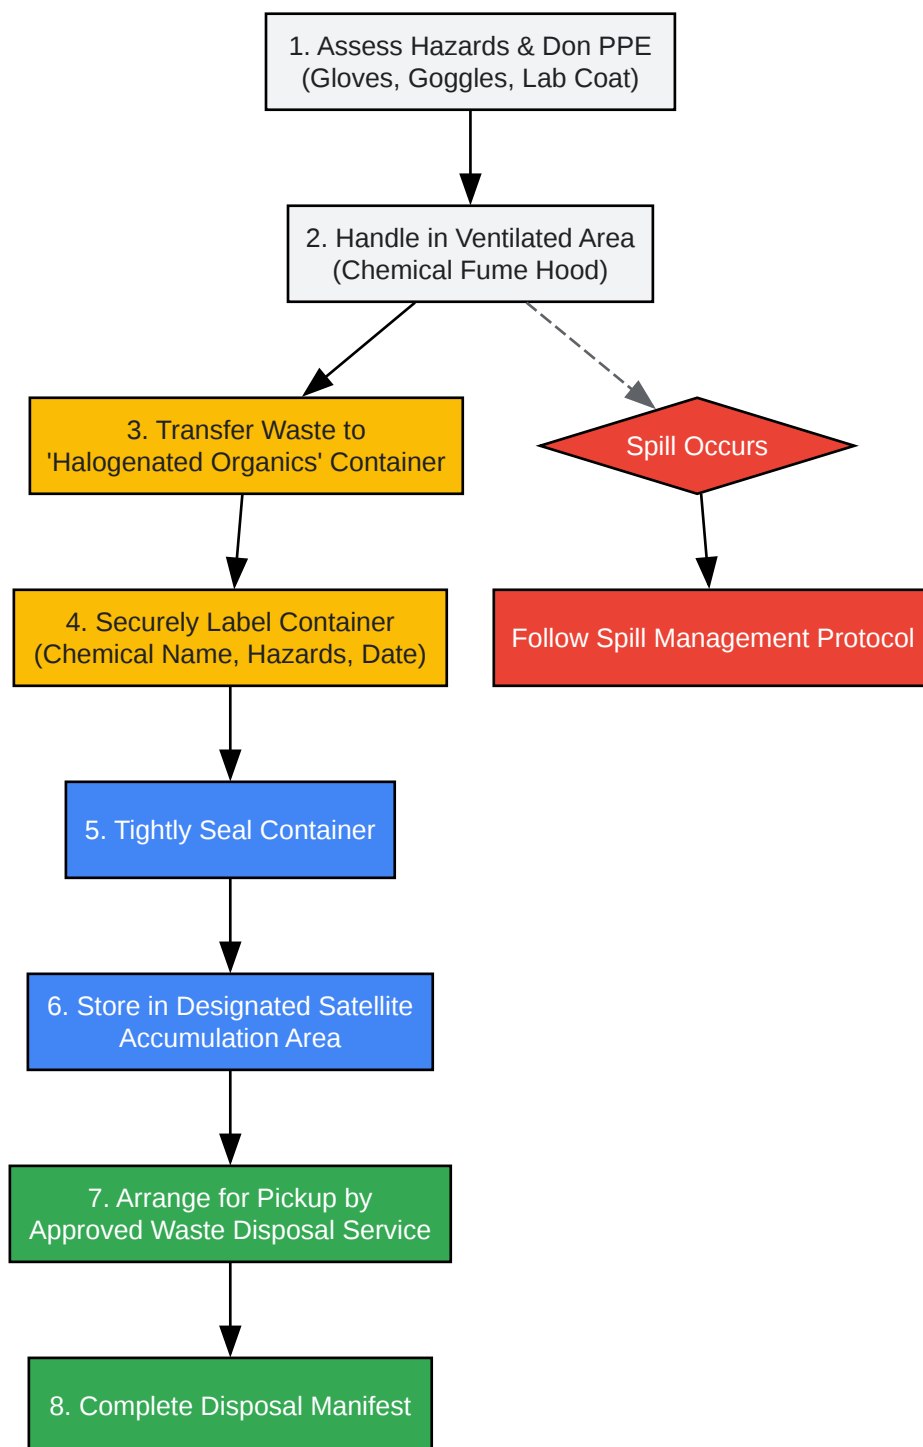 1. Assess Hazards & Don PPE
(Gloves, Goggles, Lab Coat)
2. Handle in Ventilated Area
(Chemical Fume Hood)
3. Transfer Waste to
'Halogenated Organics' Container
Spill Occurs
4. Securely Label Container
(Chemical Name, Hazards, Date)
Follow Spill Management Protocol
5. Tightly Seal Container
6. Store in Designated Satellite
Accumulation Area
7. Arrange for Pickup by
Approved Waste Disposal Service
8. Complete Disposal Manifest